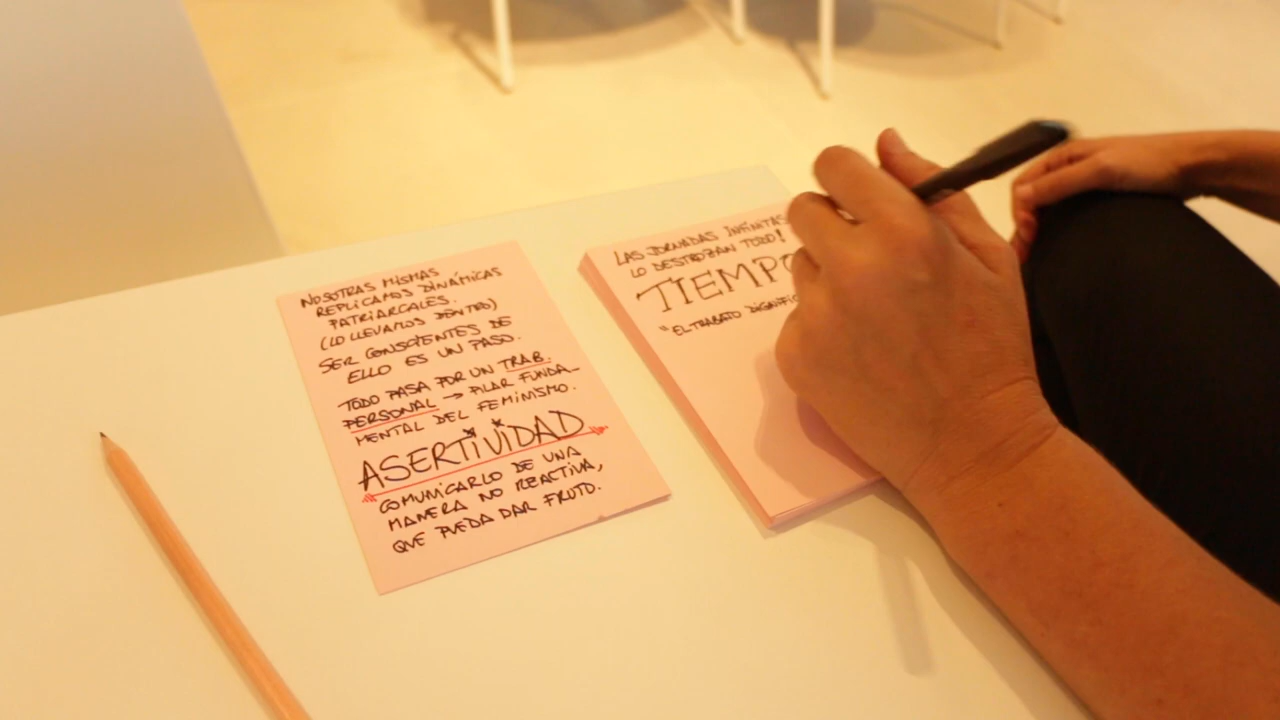 NOSOTRAS MISMAS
REPLICAMOS DINÁMICAS
PATRIARCALES.
(LO LLEVAMOS DENTRO)
SER CONSCIENTES DE
ELLO ES UN PASO.
TODO PASA POR UN TRAB.
PERSONAL → PILAR FUNDA-
MENTAL DEL FEMINISMO.
ASERTIVIDAD
COMUNICARLO DE UNA
MANERA NO REACTIVA,
QUE PUEDA DAR FRUTO.
LAS JORNADAS INFINITAS
LO DESTROZAN TODO!
TIEMPO
"EL TRABAJO DIGNIFIC